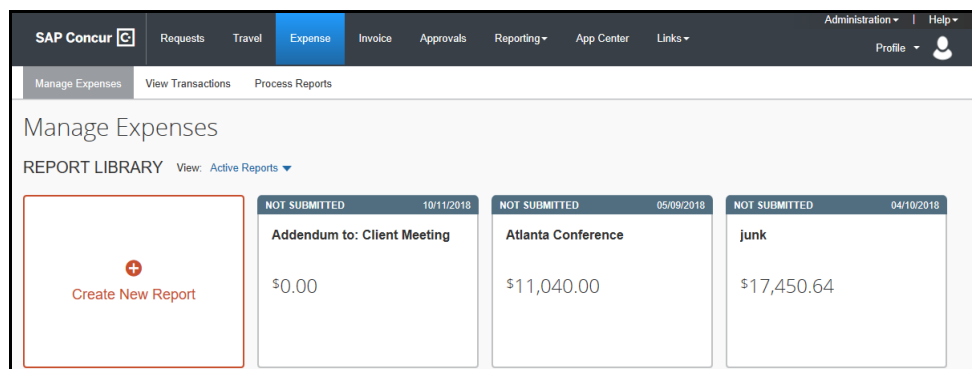 Administration | Help
SAP Concur C Requests Travel Expense Invoice Approvals Reporting App Center Links
Profile
Manage Expenses View Transactions Process Reports
Manage Expenses
REPORT LIBRARY View: Active Reports
NOT SUBMITTED 10/11/2018 NOT SUBMITTED 05/09/2018 NOT SUBMITTED 04/10/2018
Addendum to: Client Meeting Atlanta Conference junk
$0.00 $11,040.00 $17,450.64
Create New Report